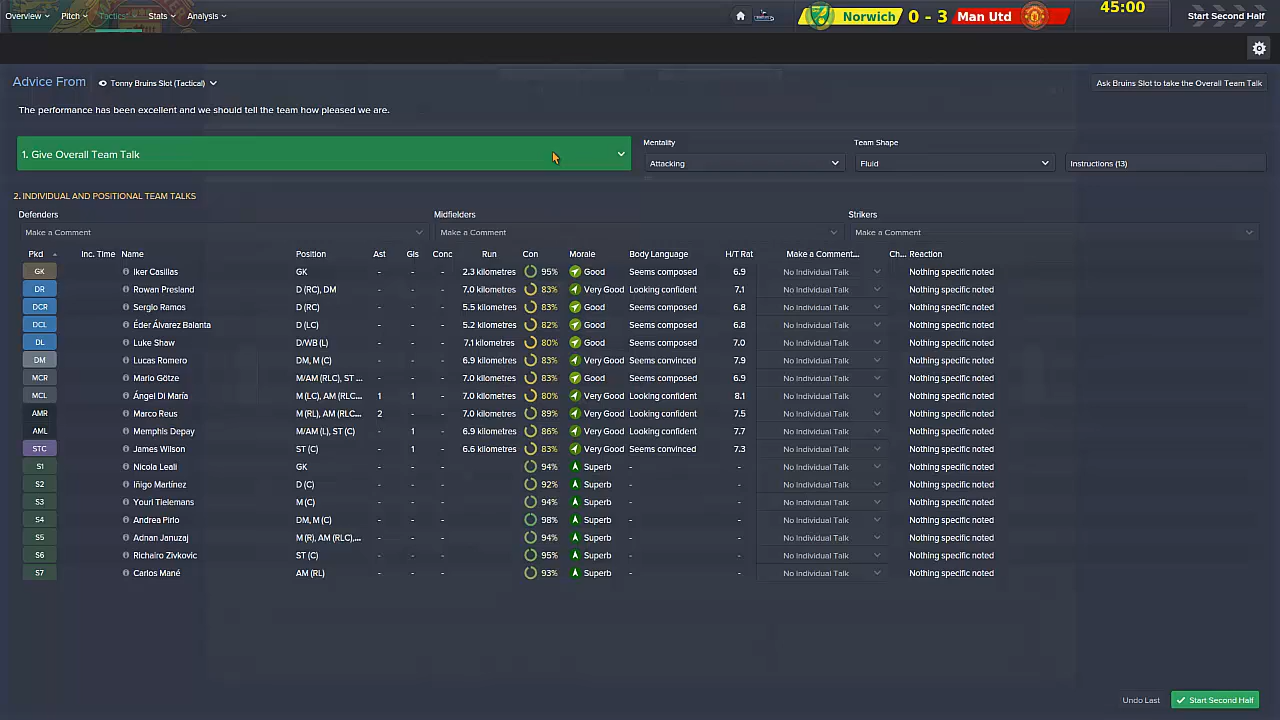 Overview Pitch Tactics Stats Analysis Norwich 0 - 3 Man Utd 45:00 Start Second Half
Advice From Tonny Bruins Slot (Tactical) Ask Bruins Slot to take the Overall Team Talk
The performance has been excellent and we should tell the team how pleased we are.
1. Give Overall Team Talk
Mentality Team Shape
Attacking Fluid Instructions (13)
2. INDIVIDUAL AND POSITIONAL TEAM TALKS
Defenders Midfielders Strikers
Make a Comment Make a Comment Make a Comment
Pkd Inc. Time Name Position Ast Gls Conc Run Con Morale Body Language H/T Rat Make a Comment... Ch... Reaction
GK Iker Casillas GK - - - 2.3 kilometres 95% Good Seems composed 6.9 No Individual Talk Nothing specific noted
DR Rowan Presland D (RC), DM - - - 7.0 kilometres 83% Very Good Looking confident 7.1 No Individual Talk Nothing specific noted
DCR Sergio Ramos D (RC) - - - 5.5 kilometres 83% Good Seems composed 6.8 No Individual Talk Nothing specific noted
DCL Éder Álvarez Balanta D (LC) - - - 5.2 kilometres 82% Good Seems composed 6.8 No Individual Talk Nothing specific noted
DL Luke Shaw D/WB (L) - - - 7.1 kilometres 80% Good Seems composed 7.0 No Individual Talk Nothing specific noted
DM Lucas Romero DM, M (C) - - - 6.9 kilometres 83% Very Good Seems convinced 7.9 No Individual Talk Nothing specific noted
MCR Mario Götze M/AM (RLC), ST ... - - - 7.0 kilometres 83% Good Seems composed 6.9 No Individual Talk Nothing specific noted
MCL Ángel Di María M (LC), AM (RLC... 1 1 - 7.0 kilometres 80% Very Good Looking confident 8.1 No Individual Talk Nothing specific noted
AMR Marco Reus M (RL), AM (RLC... 2 - - 7.0 kilometres 89% Very Good Looking confident 7.5 No Individual Talk Nothing specific noted
AML Memphis Depay M/AM (L), ST (C) - 1 - 6.9 kilometres 86% Very Good Looking confident 7.7 No Individual Talk Nothing specific noted
STC James Wilson ST (C) - 1 - 6.6 kilometres 83% Very Good Seems convinced 7.3 No Individual Talk Nothing specific noted
S1 Nicola Leali GK - - - 94% Superb - - No Individual Talk Nothing specific noted
S2 Iñigo Martínez D (C) - - - 92% Superb - - No Individual Talk Nothing specific noted
S3 Youri Tielemans M (C) - - - 94% Superb - - No Individual Talk Nothing specific noted
S4 Andrea Pirlo DM, M (C) - - - 98% Superb - - No Individual Talk Nothing specific noted
S5 Adnan Januzaj M (R), AM (RLC),... - - - 94% Superb - - No Individual Talk Nothing specific noted
S6 Richairo Zivkovic ST (C) - - - 95% Superb - - No Individual Talk Nothing specific noted
S7 Carlos Mané AM (RL) - - - 93% Superb - - No Individual Talk Nothing specific noted
Undo Last Start Second Half